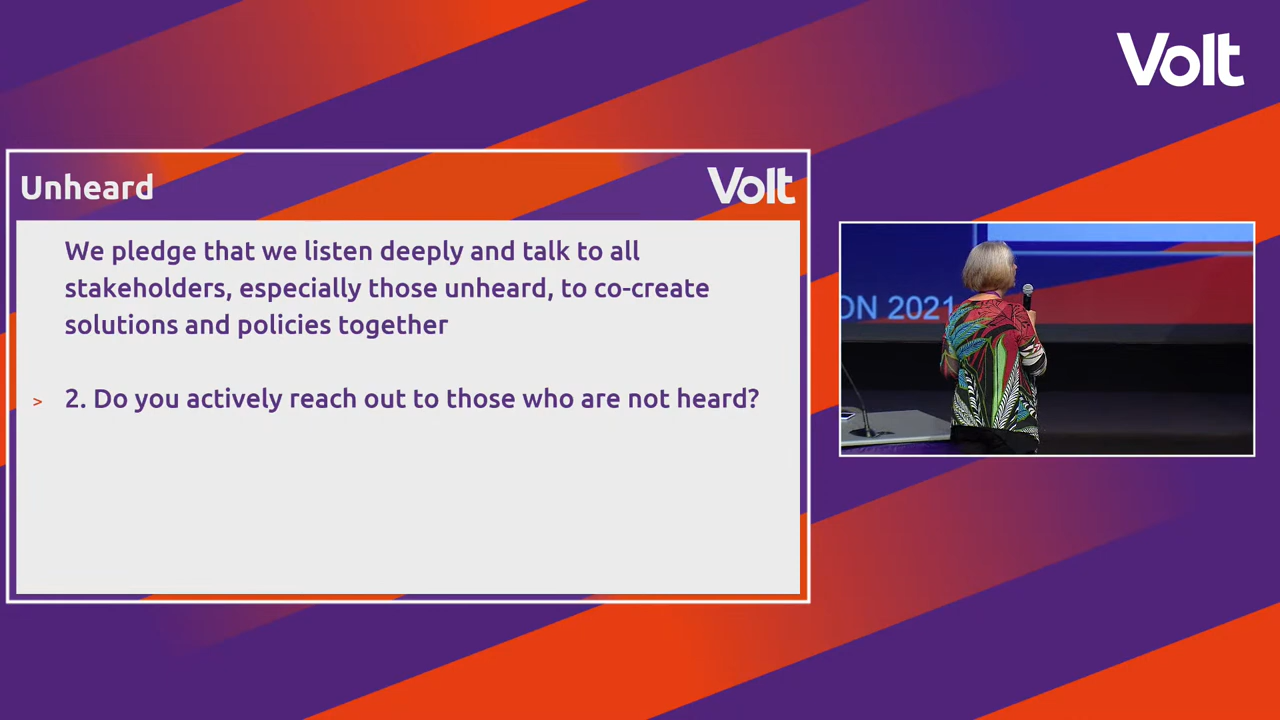 Volt
Unheard
Volt
We pledge that we listen deeply and talk to all
stakeholders, especially those unheard, to co-create
solutions and policies together
> 2. Do you actively reach out to those who are not heard?
ON 2021